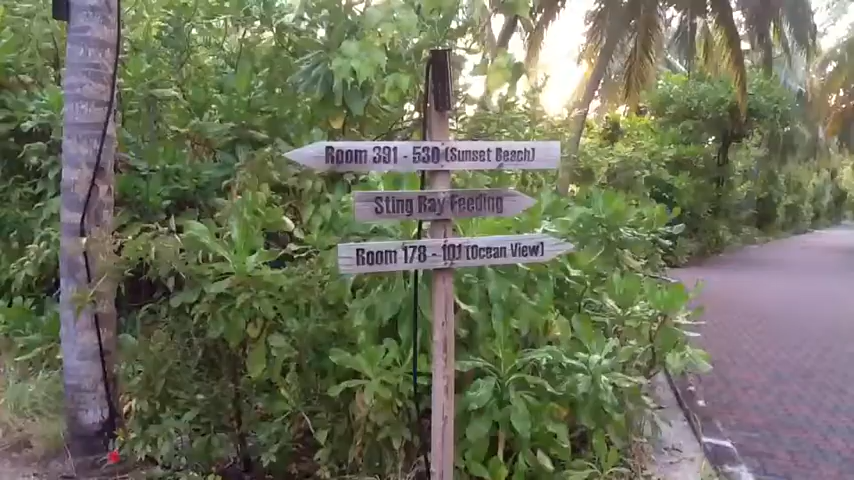 Room 391 - 530 (Sunset Beach)
Sting Ray Feeding
Room 178 - 101 (Ocean View)